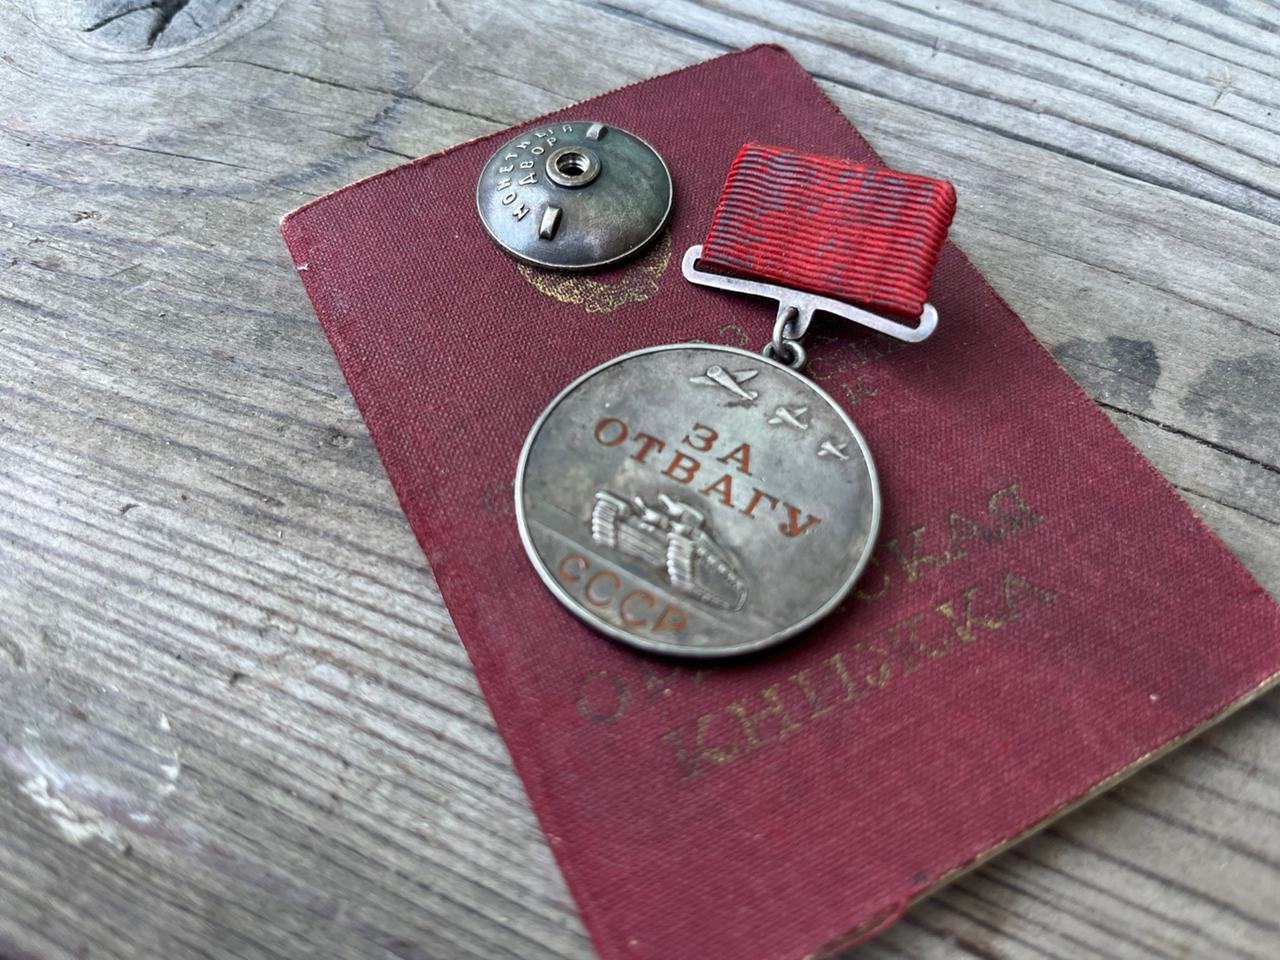 МОНЕТНЫЙ
ДВОР
ЗА
ОТВАГУ
СССР
КНИЖКА